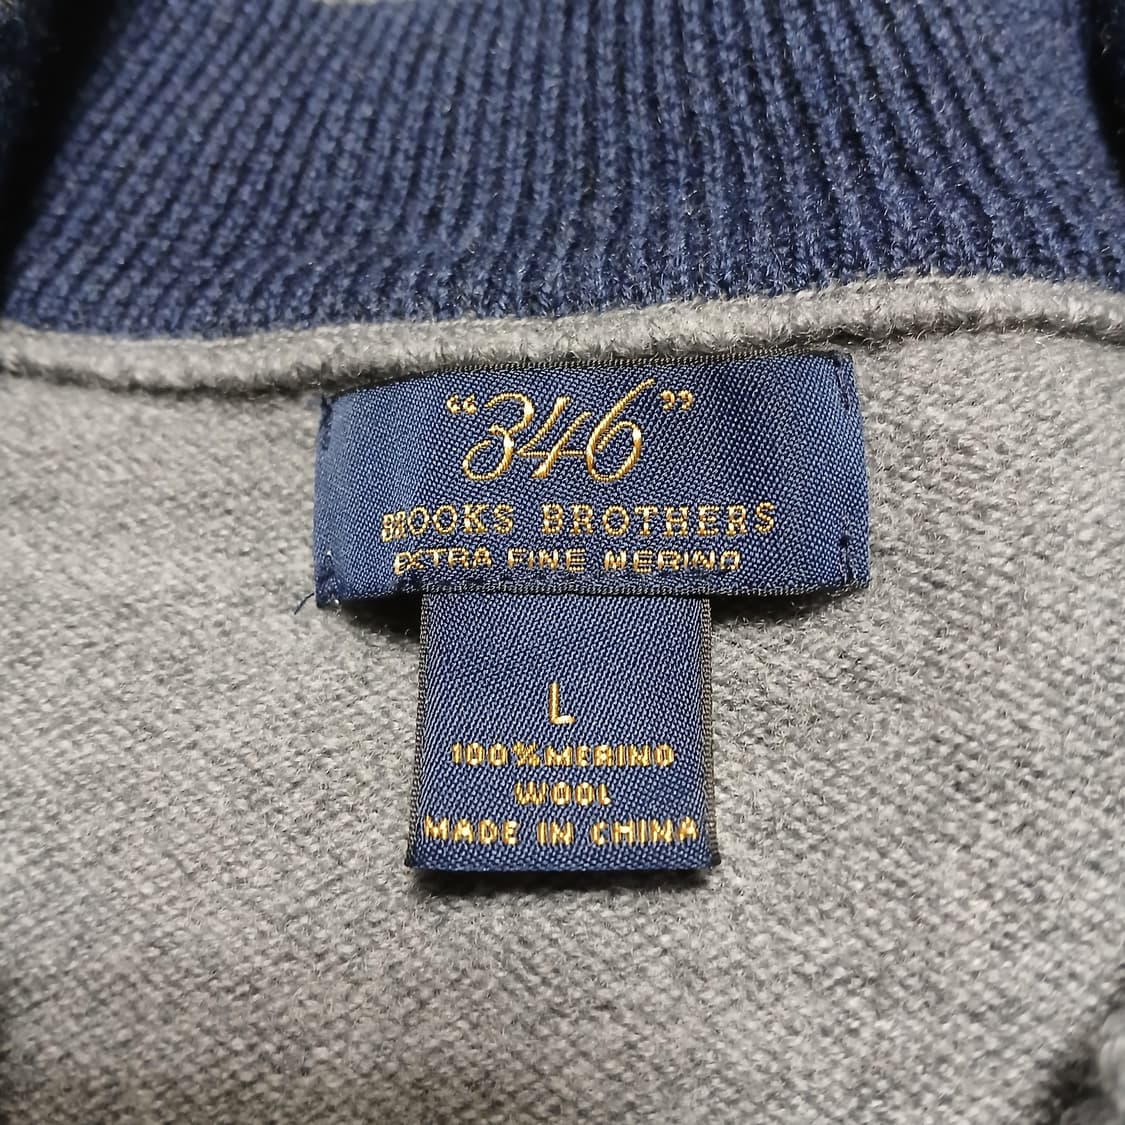 “346”
BROOKS BROTHERS
EXTRA FINE MERINO
L
100% MERINO
WOOL
MADE IN CHINA